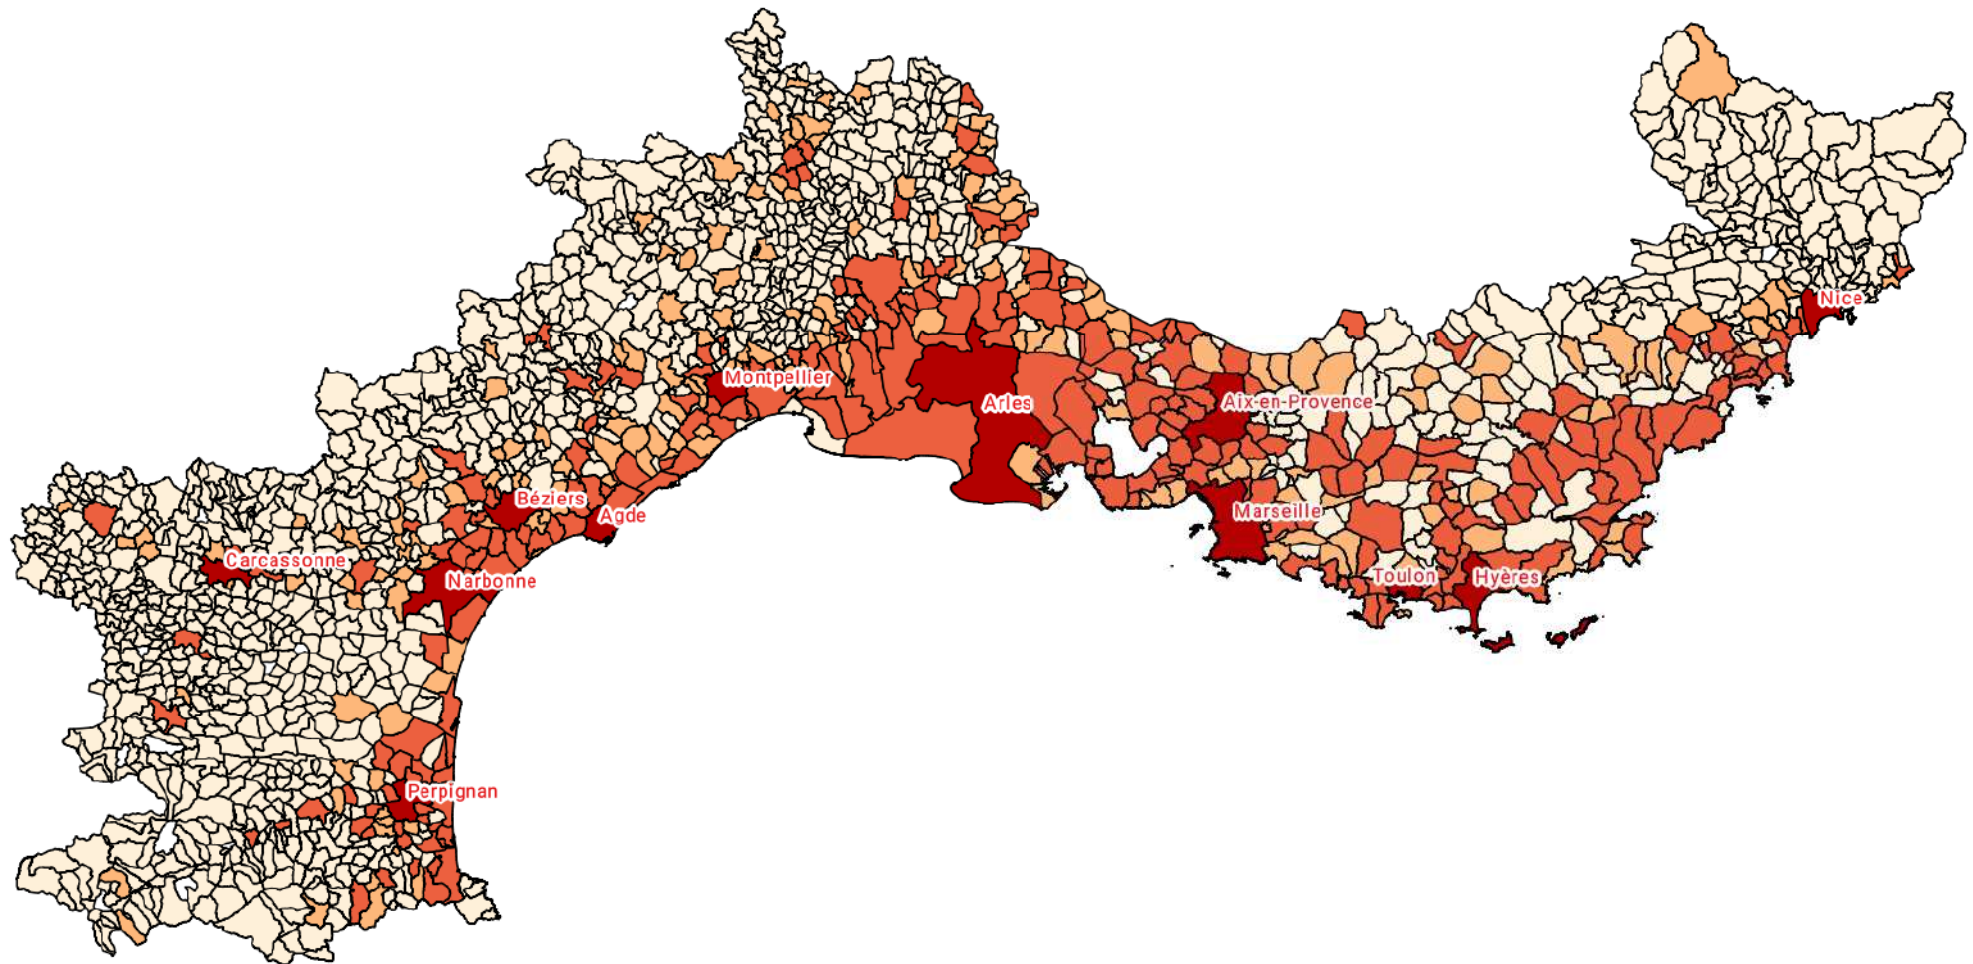 Nice
Montpellier
Arles
Aix-en-Provence
Béziers
Agde
Marseille
Carcassonne
Narbonne
Toulon
Hyères
Perpignan